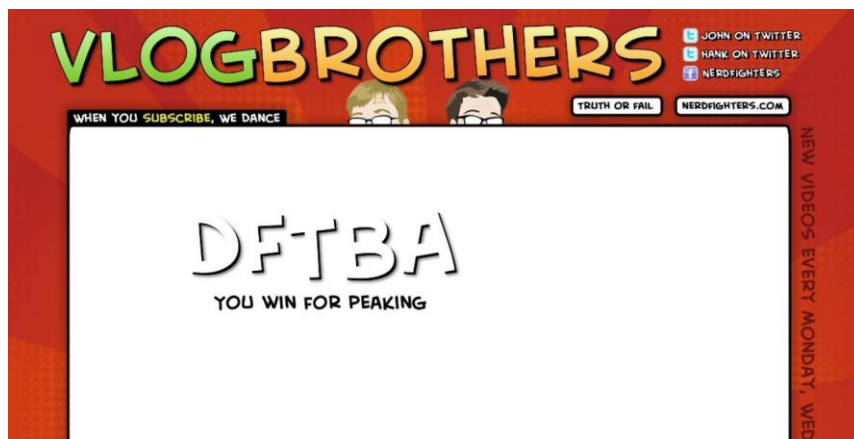 VLOGBROTHERS
JOHN ON TWITTER
HANK ON TWITTER
NERDFIGHTERS
TRUTH OR FAIL
NERDFIGHTERS.COM
WHEN YOU SUBSCRIBE, WE DANCE
DFTBA
YOU WIN FOR PEAKING
NEW VIDEOS EVERY MONDAY, WED